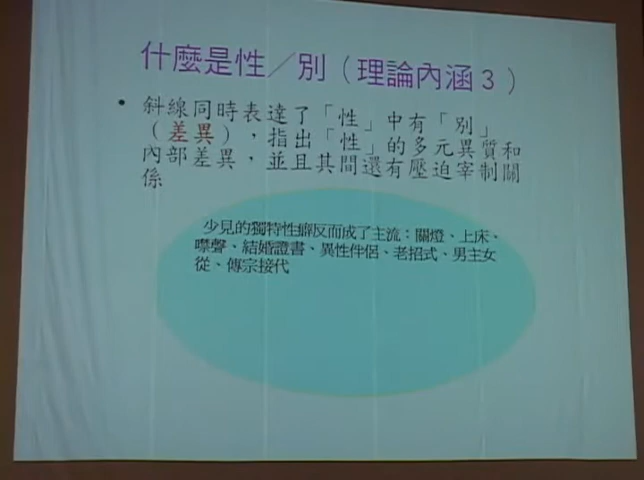 什麼是性／別（理論內涵3）
• 斜線同時表達了「性」中有「別」
（差異），指出「性」的多元異質和
內部差異，並且其間還有壓迫宰制關
係
少見的獨特性癖反而成了主流：關燈、上床、
噤聲、結婚證書、異性伴侶、老招式、男主女
從、傳宗接代